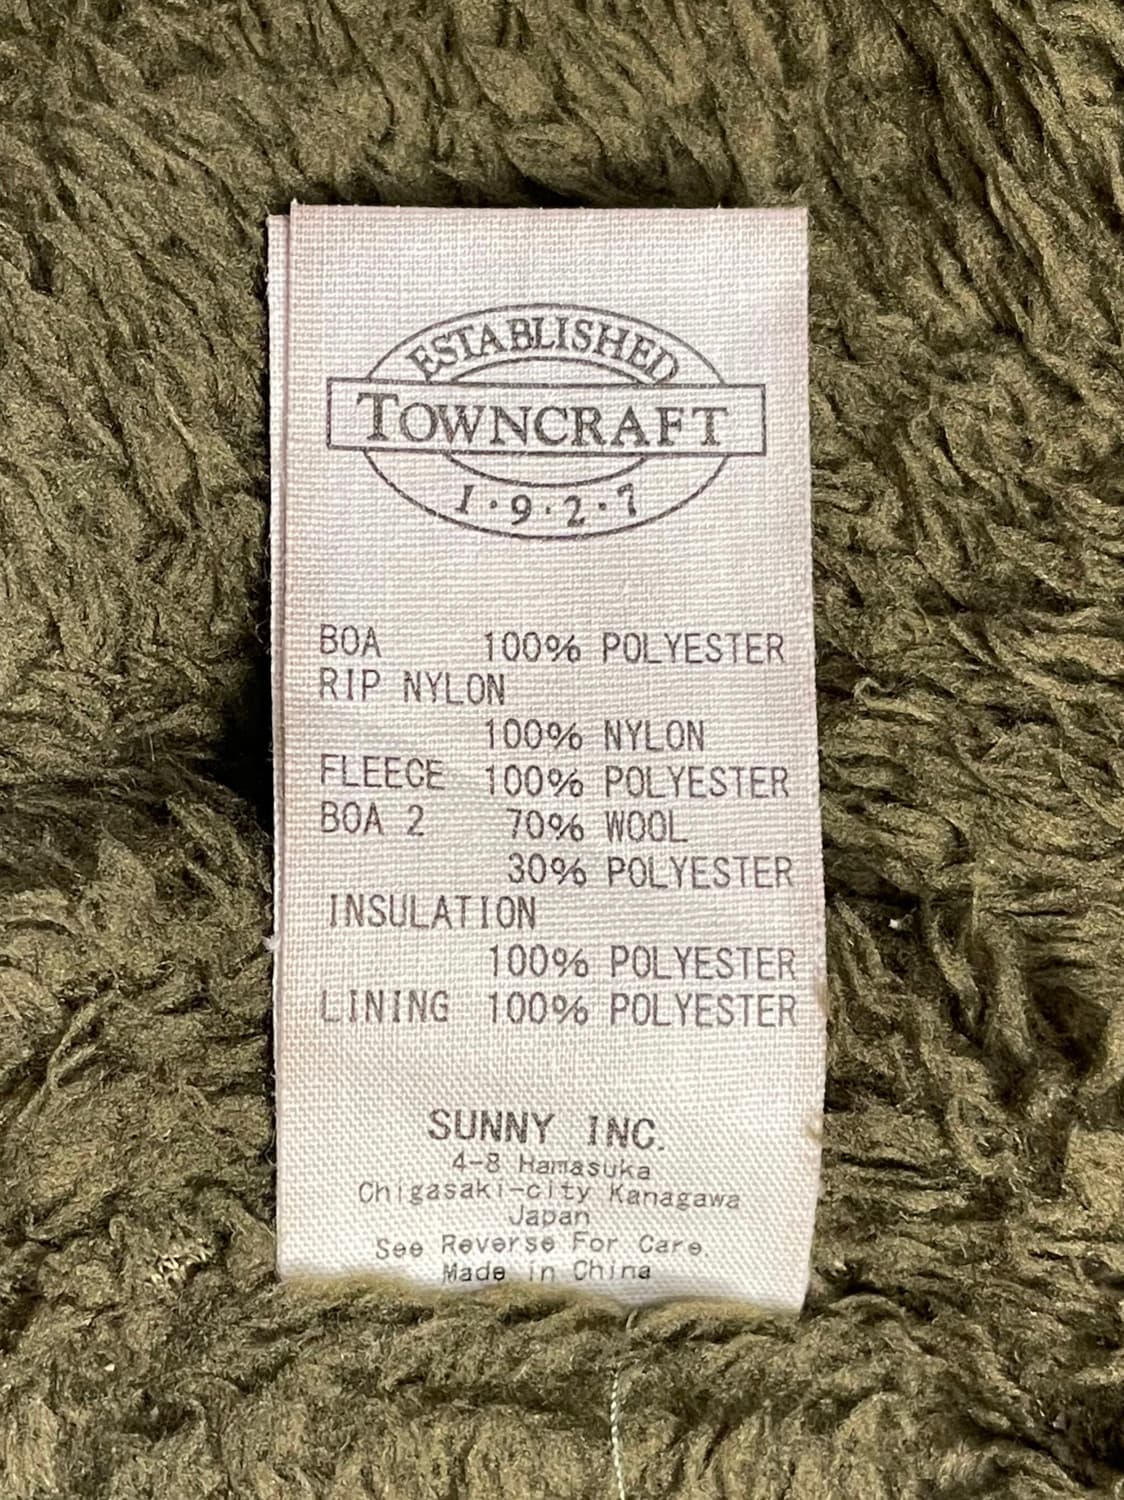 ESTABLISHED
TOWNCRAFT
1・9・2・7
BOA 100% POLYESTER
RIP NYLON
100% NYLON
FLEECE 100% POLYESTER
BOA 2 70% WOOL
30% POLYESTER
INSULATION
100% POLYESTER
LINING 100% POLYESTER
SUNNY INC.
4-8 Hamasuka
Chigasaki-city Kanagawa
Japan
See Reverse For Care.
Made in China